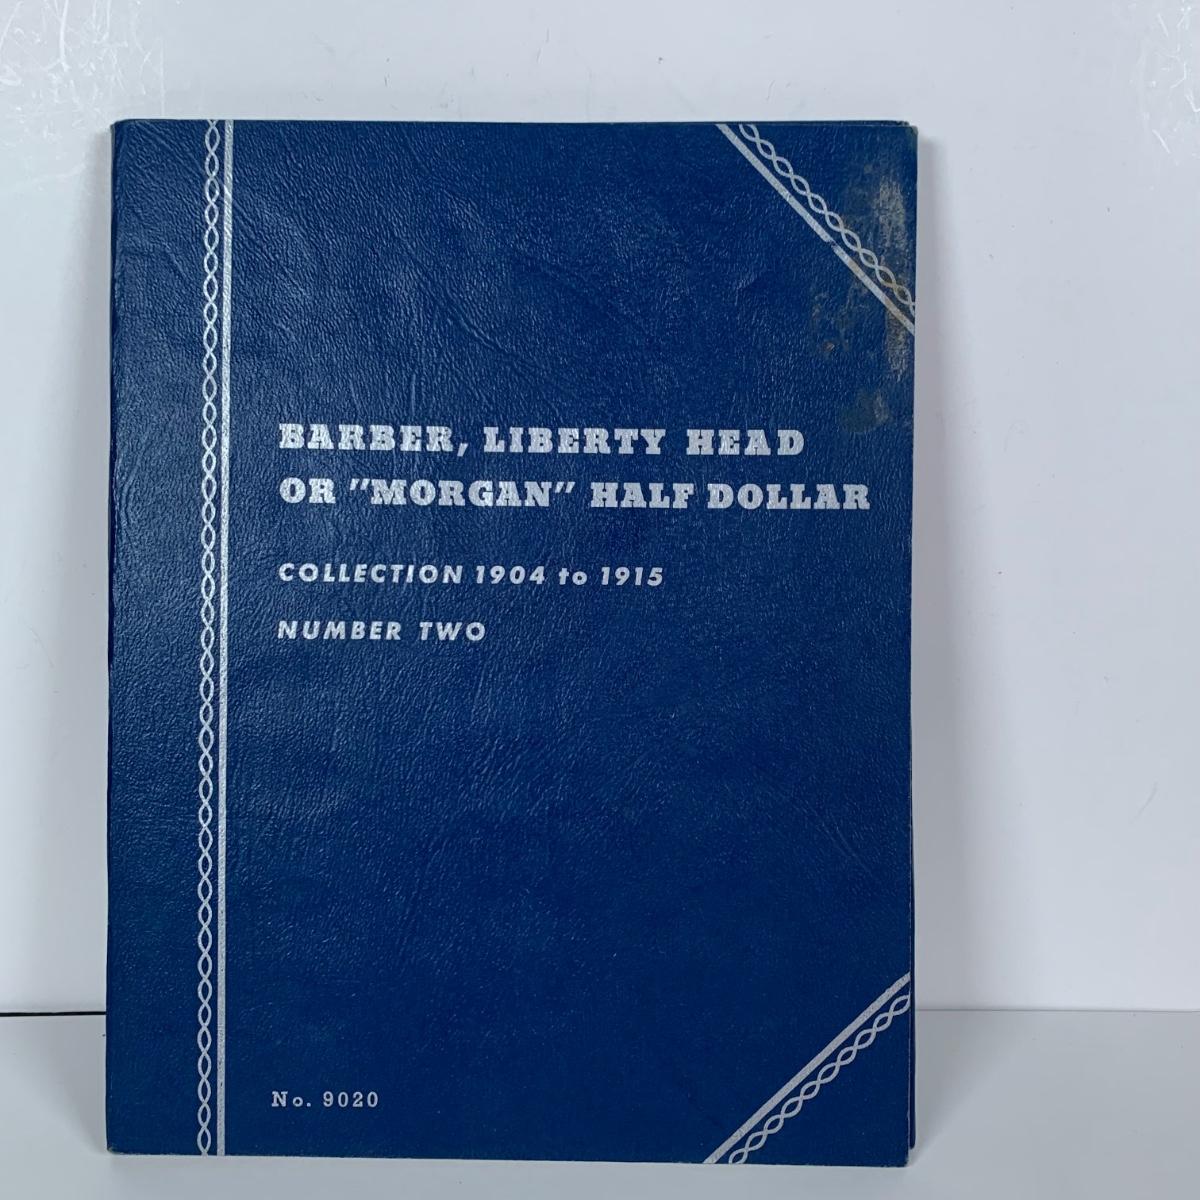 BARBER, LIBERTY HEAD
OR "MORGAN" HALF DOLLAR
COLLECTION 1904 to 1915
NUMBER TWO
No. 9020